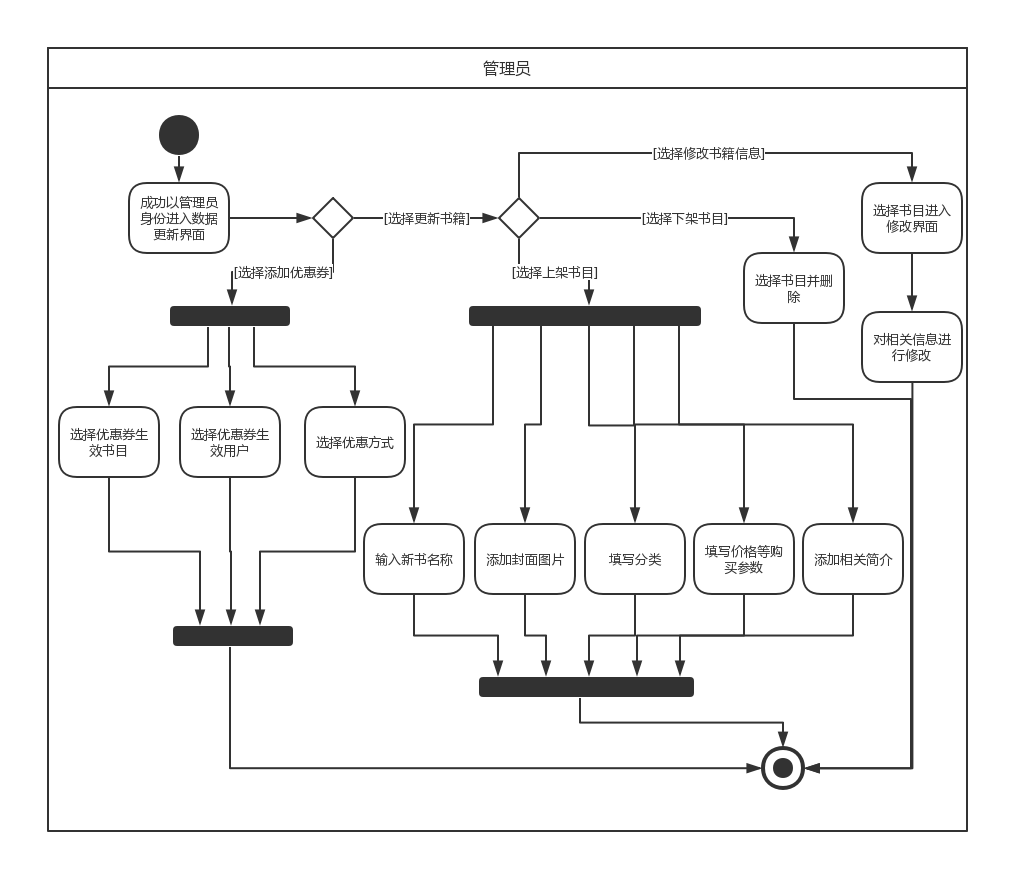 管理员
[选择修改书籍信息]
成功以管理员
身份进入数据
更新界面
[选择更新书籍]
[选择下架书目]
选择书目进入
修改界面
[选择添加优惠券]
[选择上架书目]
选择书目并删
除
对相关信息进
行修改
选择优惠券生
效书目
选择优惠券生
效用户
选择优惠方式
输入新书名称
添加封面图片
填写分类
填写价格等购
买参数
添加相关简介